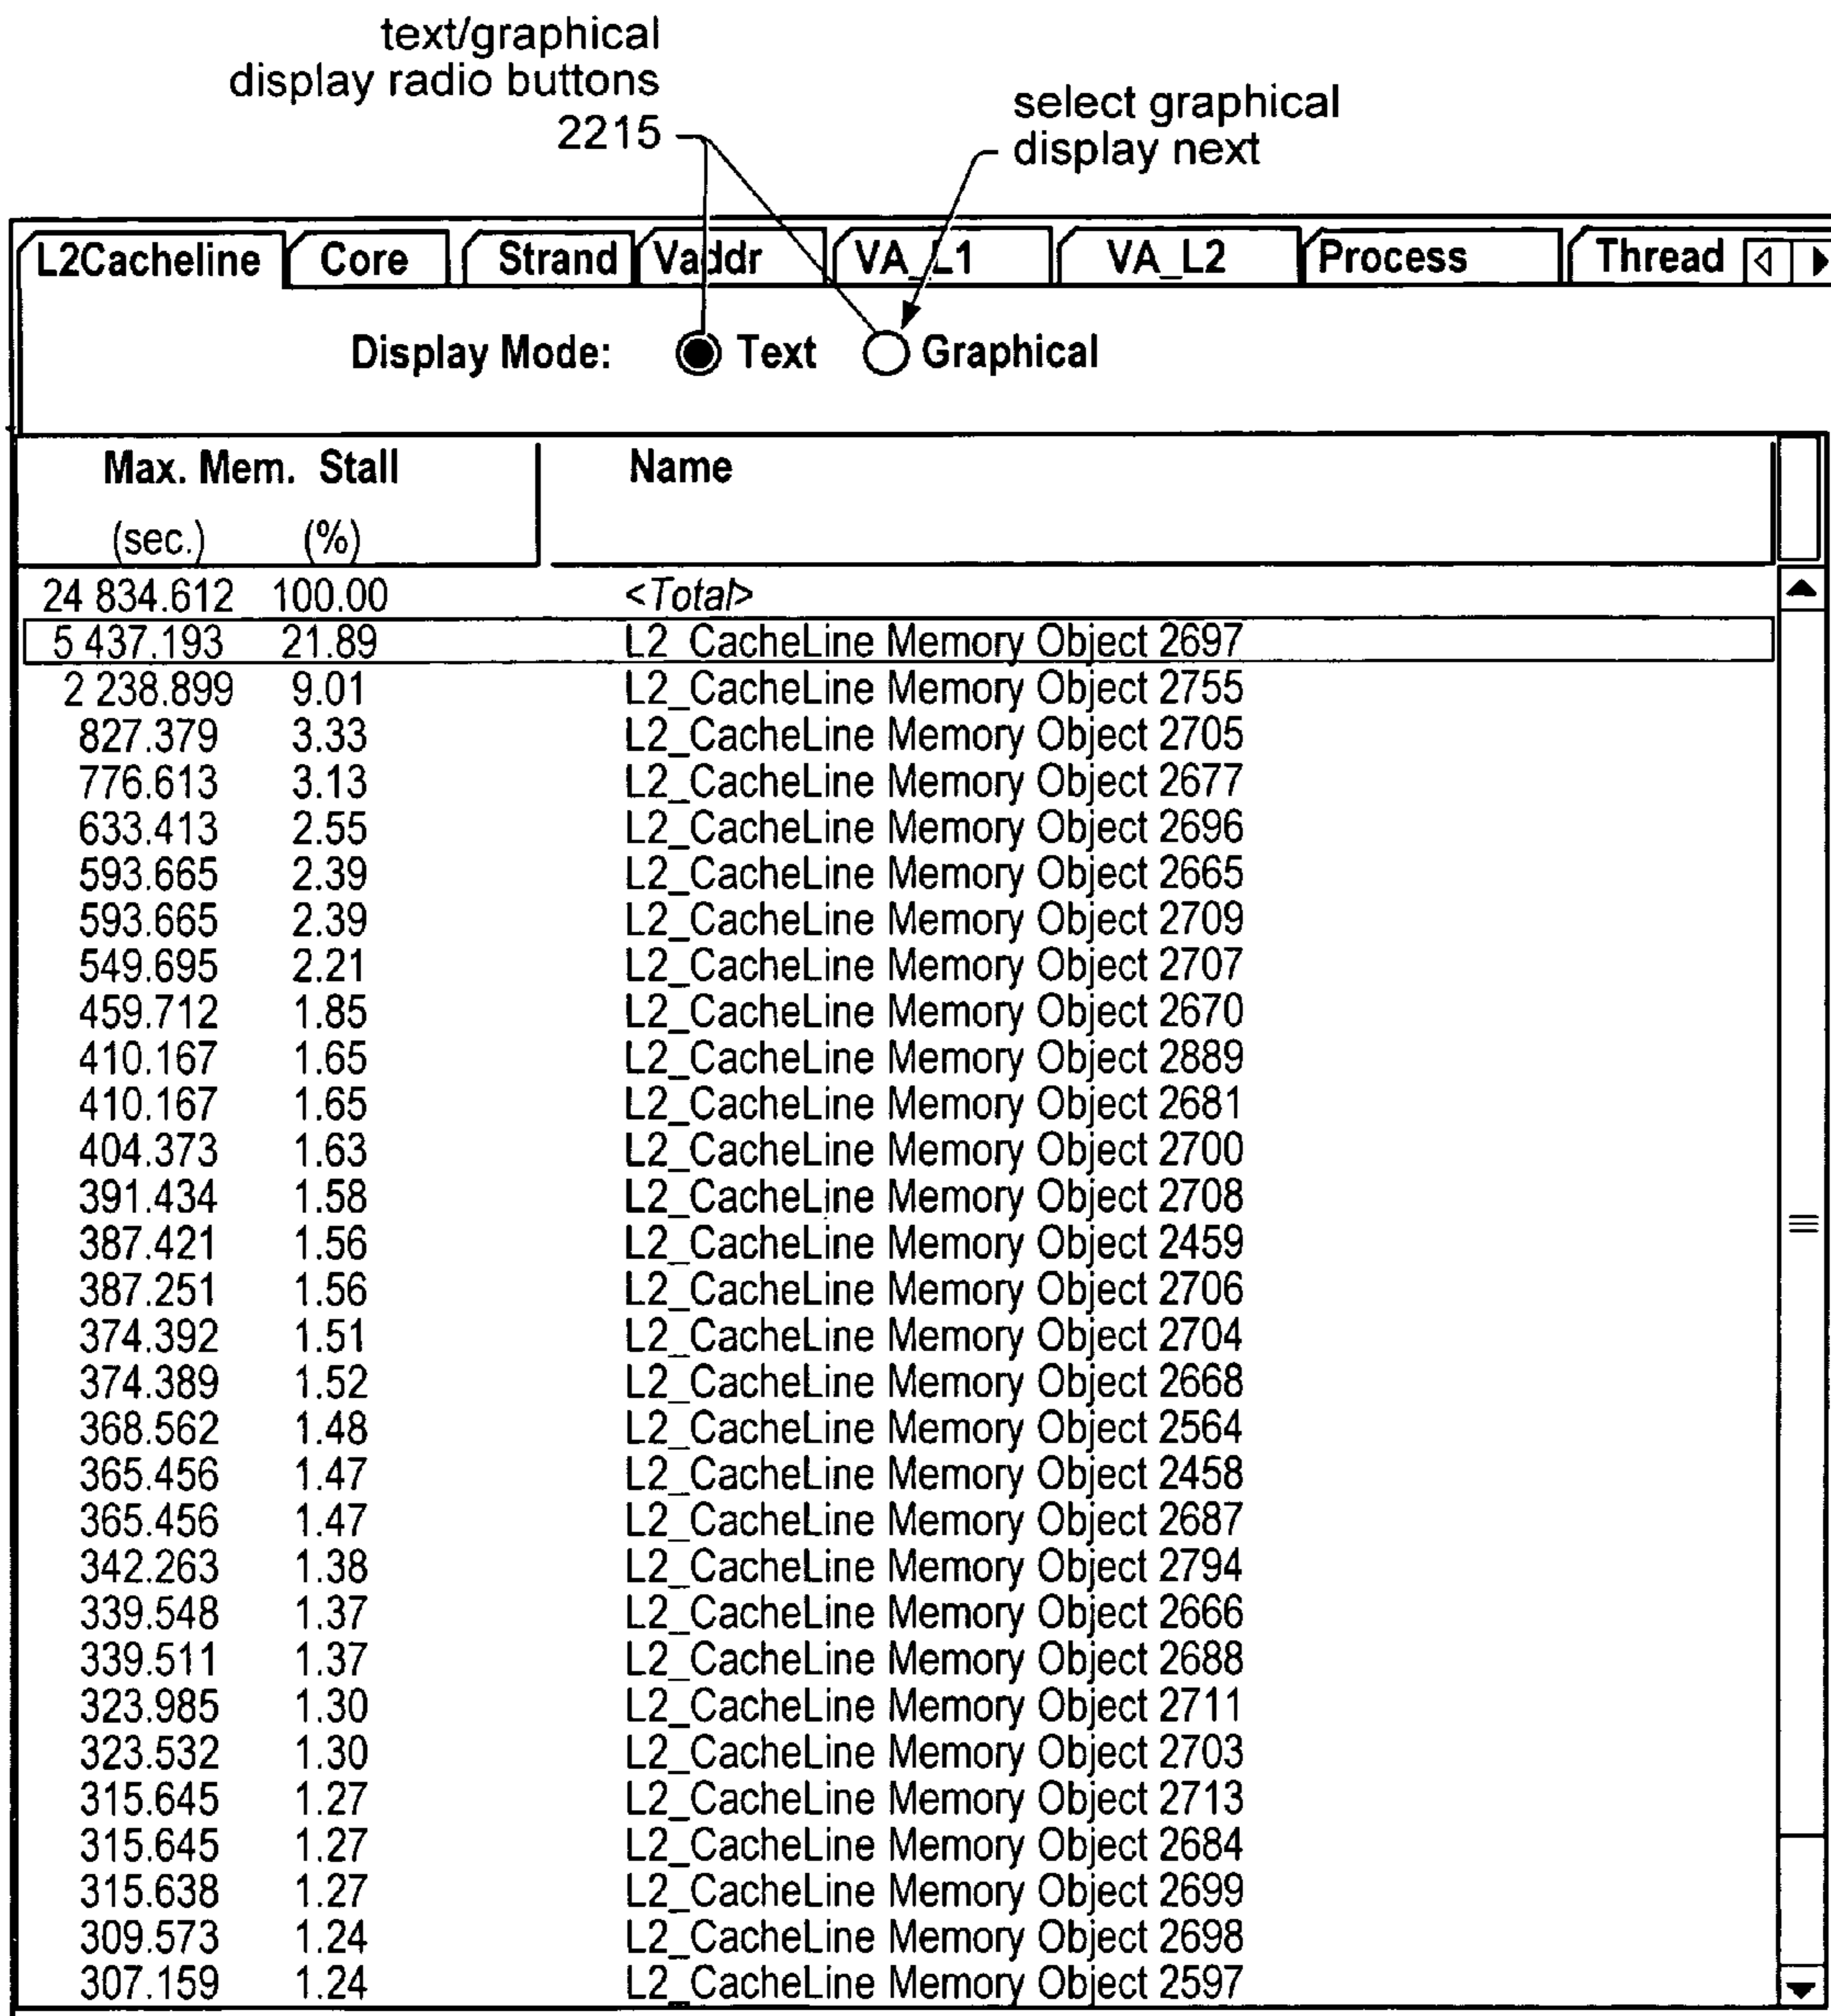 text/graphical
display radio buttons
2215
select graphical
display next
L2Cacheline Core Strand Vaddr VA_L1 VA_L2 Process Thread
Display Mode: Text Graphical
Max. Mem. Stall Name
(sec.) (%)
24 834.612 100.00 <Total>
5 437.193 21.89 L2_CacheLine Memory Object 2697
2 238.899 9.01 L2_CacheLine Memory Object 2755
827.379 3.33 L2_CacheLine Memory Object 2705
776.613 3.13 L2_CacheLine Memory Object 2677
633.413 2.55 L2_CacheLine Memory Object 2696
593.665 2.39 L2_CacheLine Memory Object 2665
593.665 2.39 L2_CacheLine Memory Object 2709
549.695 2.21 L2_CacheLine Memory Object 2707
459.712 1.85 L2_CacheLine Memory Object 2670
410.167 1.65 L2_CacheLine Memory Object 2889
410.167 1.65 L2_CacheLine Memory Object 2681
404.373 1.63 L2_CacheLine Memory Object 2700
391.434 1.58 L2_CacheLine Memory Object 2708
387.421 1.56 L2_CacheLine Memory Object 2459
387.251 1.56 L2_CacheLine Memory Object 2706
374.392 1.51 L2_CacheLine Memory Object 2704
374.389 1.52 L2_CacheLine Memory Object 2668
368.562 1.48 L2_CacheLine Memory Object 2564
365.456 1.47 L2_CacheLine Memory Object 2458
365.456 1.47 L2_CacheLine Memory Object 2687
342.263 1.38 L2_CacheLine Memory Object 2794
339.548 1.37 L2_CacheLine Memory Object 2666
339.511 1.37 L2_CacheLine Memory Object 2688
323.985 1.30 L2_CacheLine Memory Object 2711
323.532 1.30 L2_CacheLine Memory Object 2703
315.645 1.27 L2_CacheLine Memory Object 2713
315.645 1.27 L2_CacheLine Memory Object 2684
315.638 1.27 L2_CacheLine Memory Object 2699
309.573 1.24 L2_CacheLine Memory Object 2698
307.159 1.24 L2_CacheLine Memory Object 2597